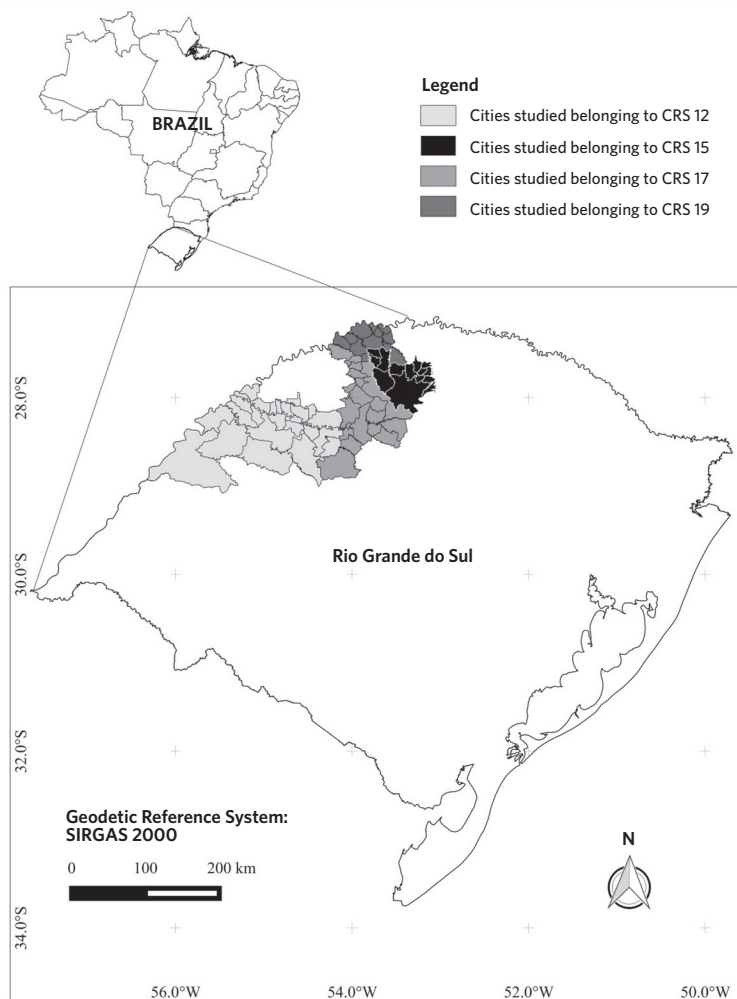 BRAZIL
Legend
Cities studied belonging to CRS 12
Cities studied belonging to CRS 15
Cities studied belonging to CRS 17
Cities studied belonging to CRS 19
28.0°S
Rio Grande do Sul
30.0°S
32.0°S
Geodetic Reference System:
SIRGAS 2000
0 100 200 km
N
34.0°S
56.0°W 54.0°W 52.0°W 50.0°W